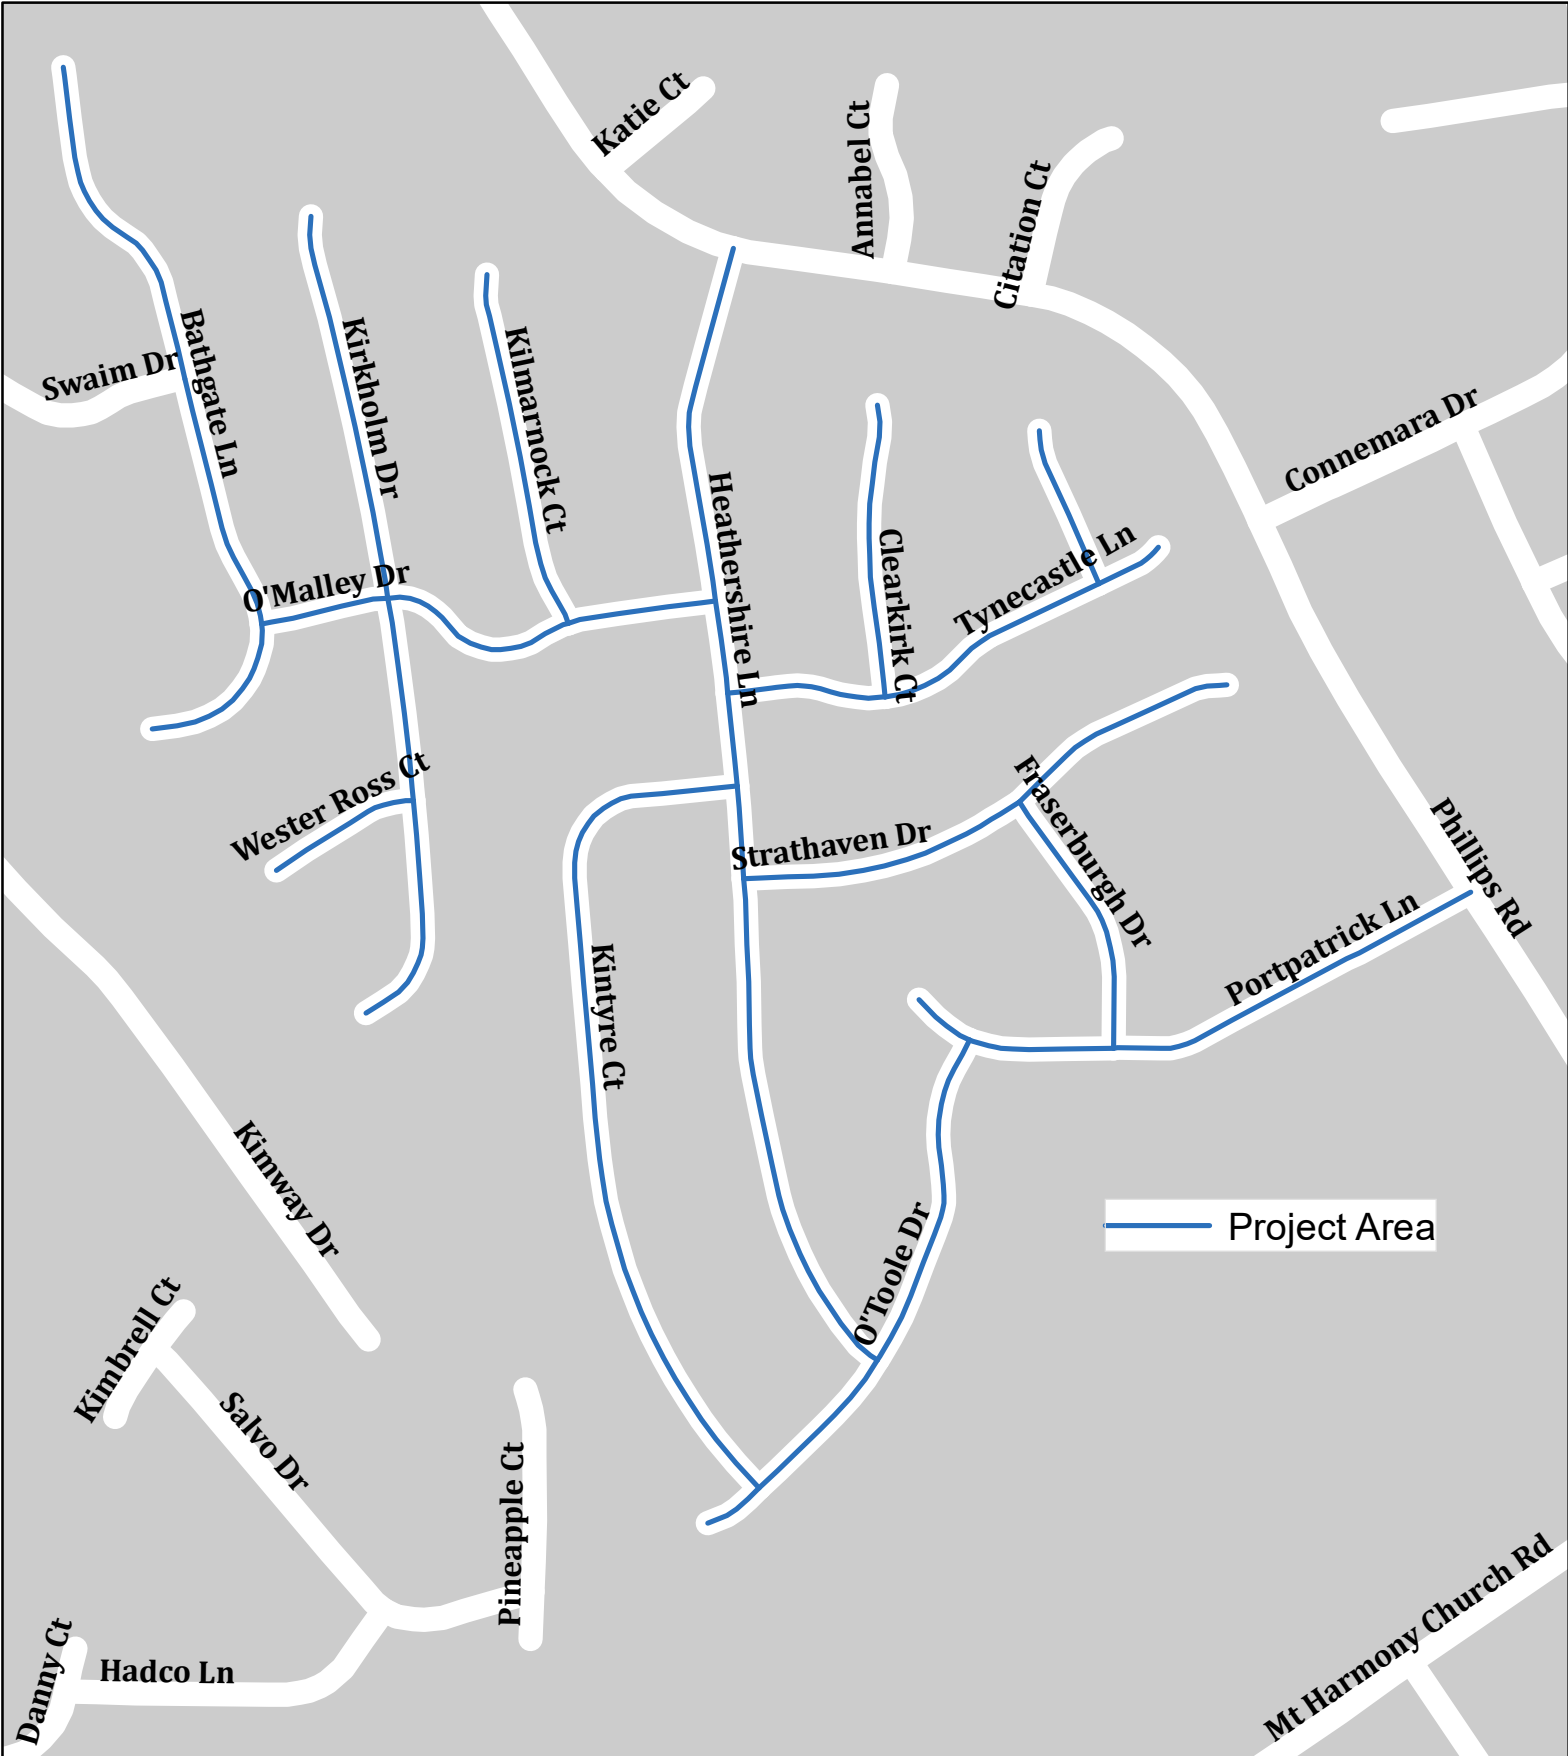 Katie Ct
Annabel Ct
Citation Ct
Swaim Dr
Bathgate Ln
Kirkholm Dr
Kilmarnock Ct
Connemara Dr
Heathershire Ln
O'Malley Dr
Clearkirk Ct
Tynecastle Ln
Wester Ross Ct
Strathaven Dr
Fraserburgh Dr
Phillips Rd
Portpatrick Ln
Kintyre Ct
Kimway Dr
O'Toole Dr
Project Area
Kimbrell Ct
Salvo Dr
Pineapple Ct
Danny Ct
Hadco Ln
Mt Harmony Church Rd